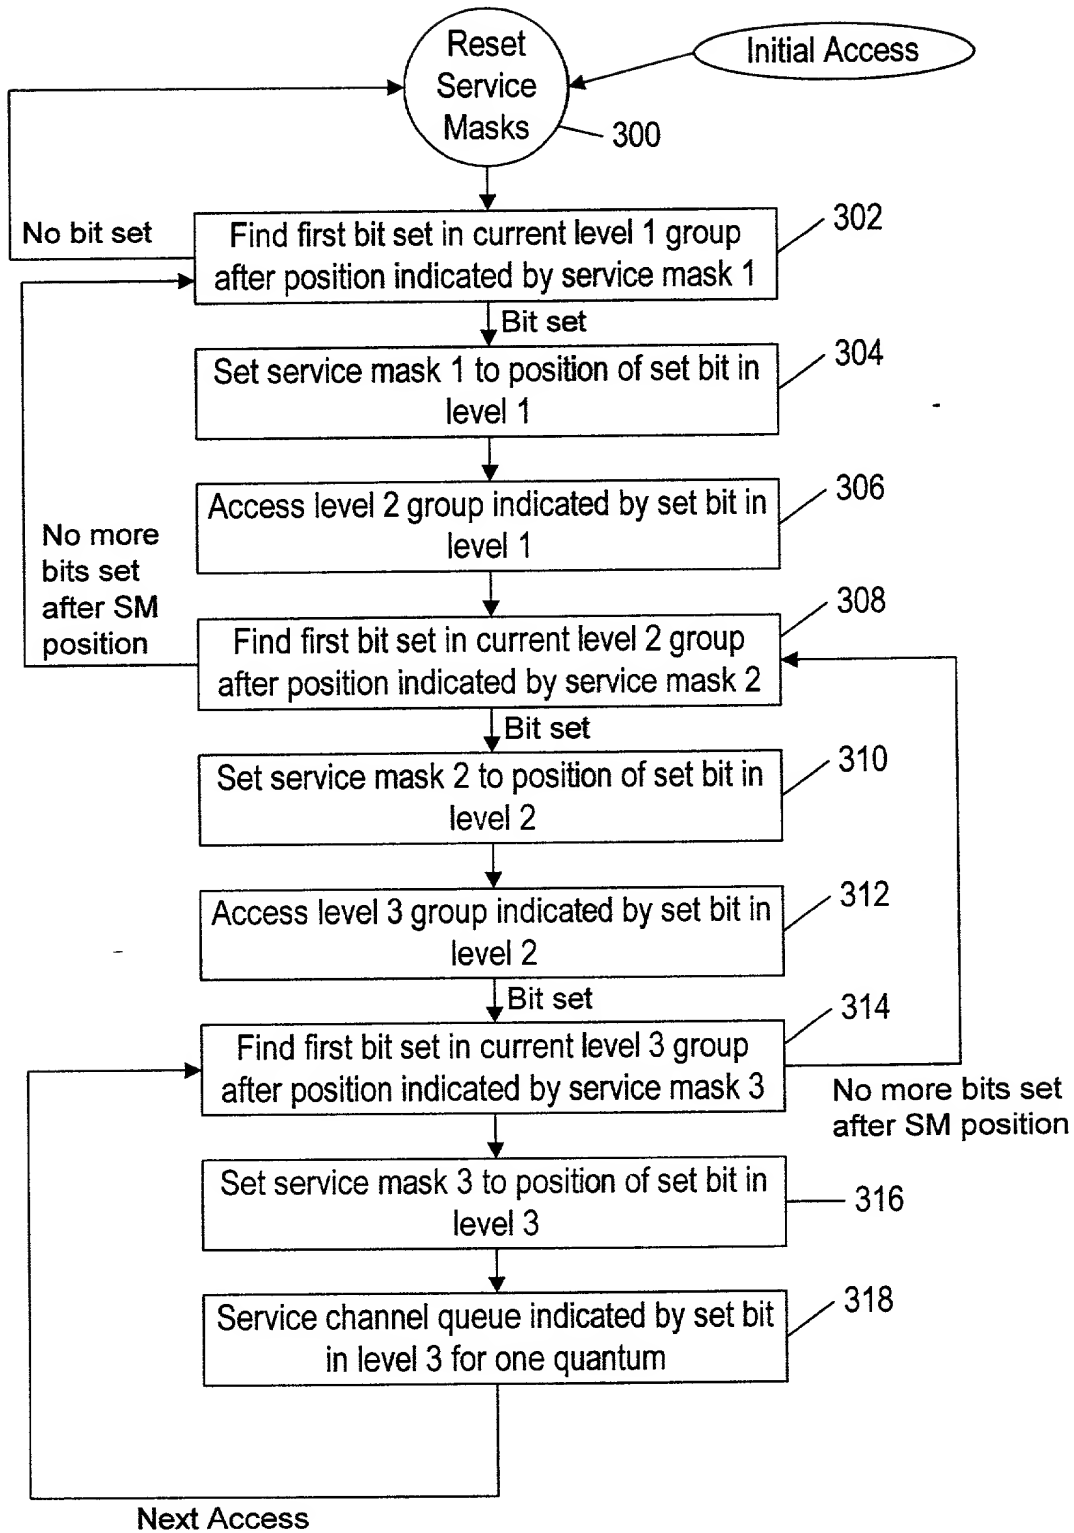 Reset
Service
Masks
Initial Access
300
No bit set
Find first bit set in current level 1 group
after position indicated by service mask 1
302
Bit set
Set service mask 1 to position of set bit in
level 1
304
Access level 2 group indicated by set bit in
level 1
306
No more
bits set
after SM
position
Find first bit set in current level 2 group
after position indicated by service mask 2
308
Bit set
Set service mask 2 to position of set bit in
level 2
310
Access level 3 group indicated by set bit in
level 2
312
Bit set
Find first bit set in current level 3 group
after position indicated by service mask 3
314
No more bits set
after SM position
Set service mask 3 to position of set bit in
level 3
316
Service channel queue indicated by set bit
in level 3 for one quantum
318
Next Access